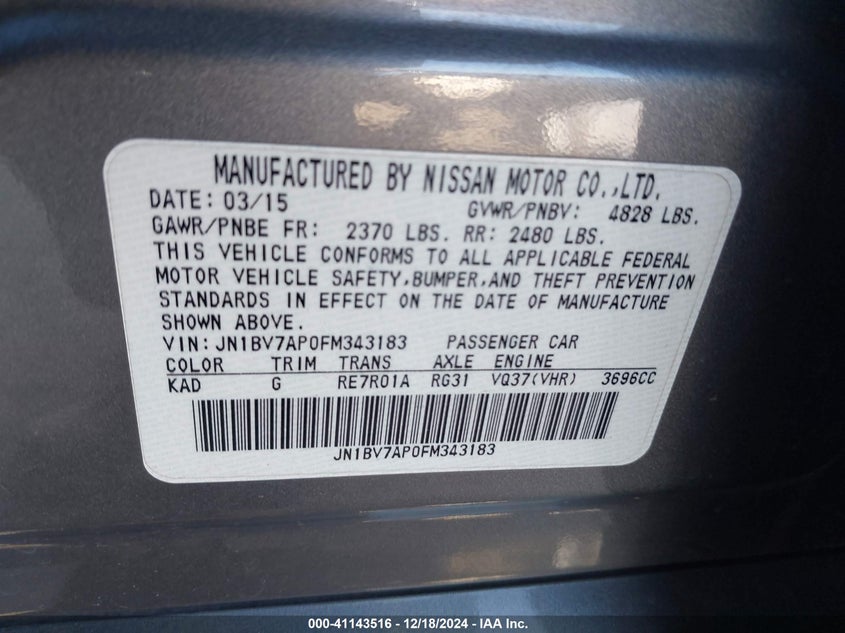 MANUFACTURED BY NISSAN MOTOR CO.,LTD.
DATE: 03/15 GVWR/PNBV: 4828 LBS.
GAWR/PNBE FR: 2370 LBS. RR: 2480 LBS.
THIS VEHICLE CONFORMS TO ALL APPLICABLE FEDERAL
MOTOR VEHICLE SAFETY,BUMPER,AND THEFT PREVENTION
STANDARDS IN EFFECT ON THE DATE OF MANUFACTURE
SHOWN ABOVE.
VIN: JN1BV7AP0FM343183 PASSENGER CAR
COLOR TRIM TRANS AXLE ENGINE
KAD G RE7R01A RG31 VQ37(VHR) 3696CC
JN1BV7AP0FM343183
000-41143516 - 12/18/2024 - IAA Inc.